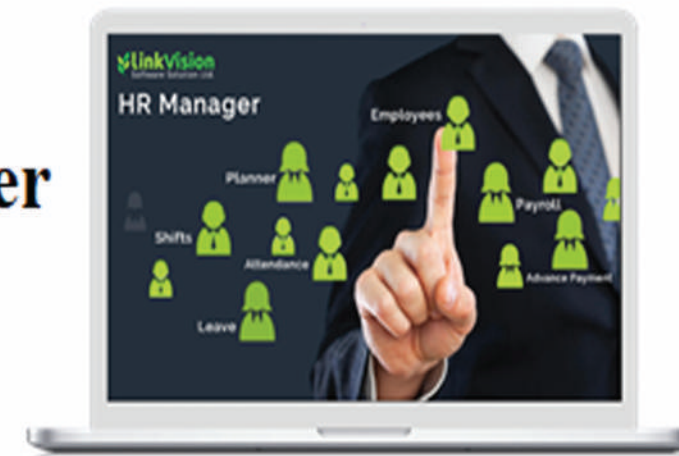 LinkVision
Software Solution Ltd
HR Manager
er
Employees
Planner
Payroll
Shifts
Attendance
Advance Payment
Leave